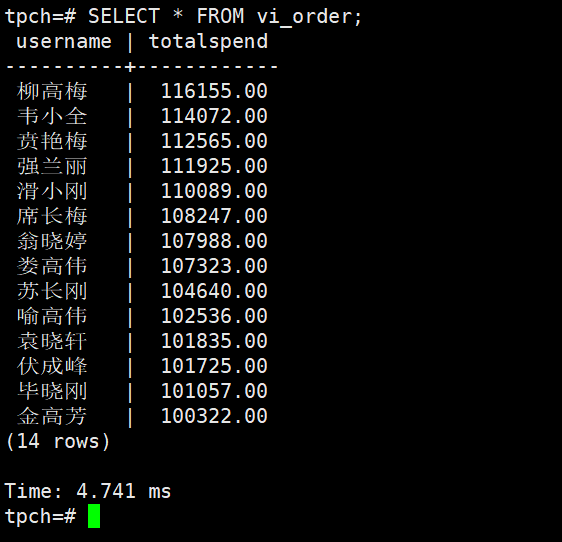 tpch=# SELECT * FROM vi_order;
 username | totalspend
----------+------------
 柳高梅   |  116155.00
 韦小全   |  114072.00
 贲艳梅   |  112565.00
 强兰丽   |  111925.00
 滑小刚   |  110089.00
 席长梅   |  108247.00
 翁晓婷   |  107988.00
 娄高伟   |  107323.00
 苏长刚   |  104640.00
 喻高伟   |  102536.00
 袁晓轩   |  101835.00
 伏成峰   |  101725.00
 毕晓刚   |  101057.00
 金高芳   |  100322.00
(14 rows)

Time: 4.741 ms
tpch=#